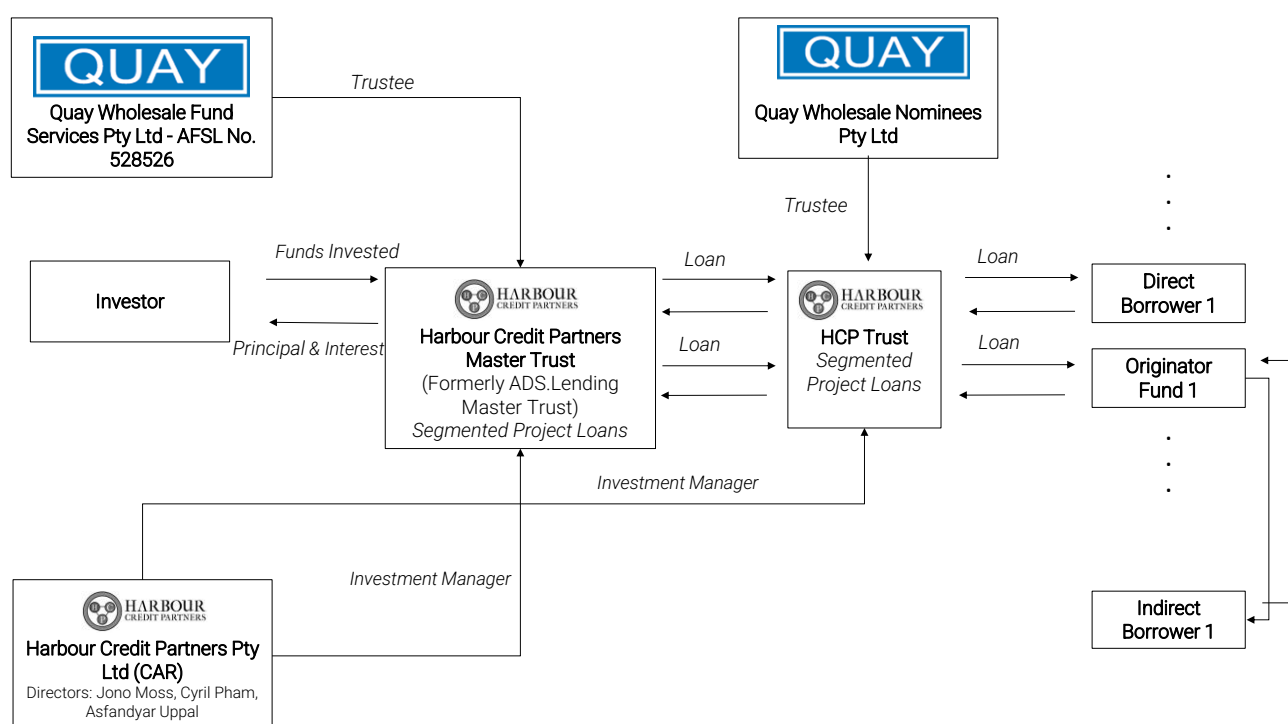 QUAY
Quay Wholesale Fund
Services Pty Ltd - AFSL No.
528526
Trustee
QUAY
Quay Wholesale Nominees
Pty Ltd
Trustee
Investor
Funds Invested
Principal & Interest
HARBOUR
CREDIT PARTNERS
Harbour Credit Partners
Master Trust
(Formerly ADS.Lending
Master Trust)
Segmented Project Loans
Loan
Loan
HARBOUR
CREDIT PARTNERS
HCP Trust
Segmented
Project Loans
Loan
Loan
Direct
Borrower 1
Originator
Fund 1
Indirect
Borrower 1
Investment Manager
Investment Manager
HARBOUR
CREDIT PARTNERS
Harbour Credit Partners Pty
Ltd (CAR)
Directors: Jono Moss, Cyril Pham,
Asfandyar Uppal